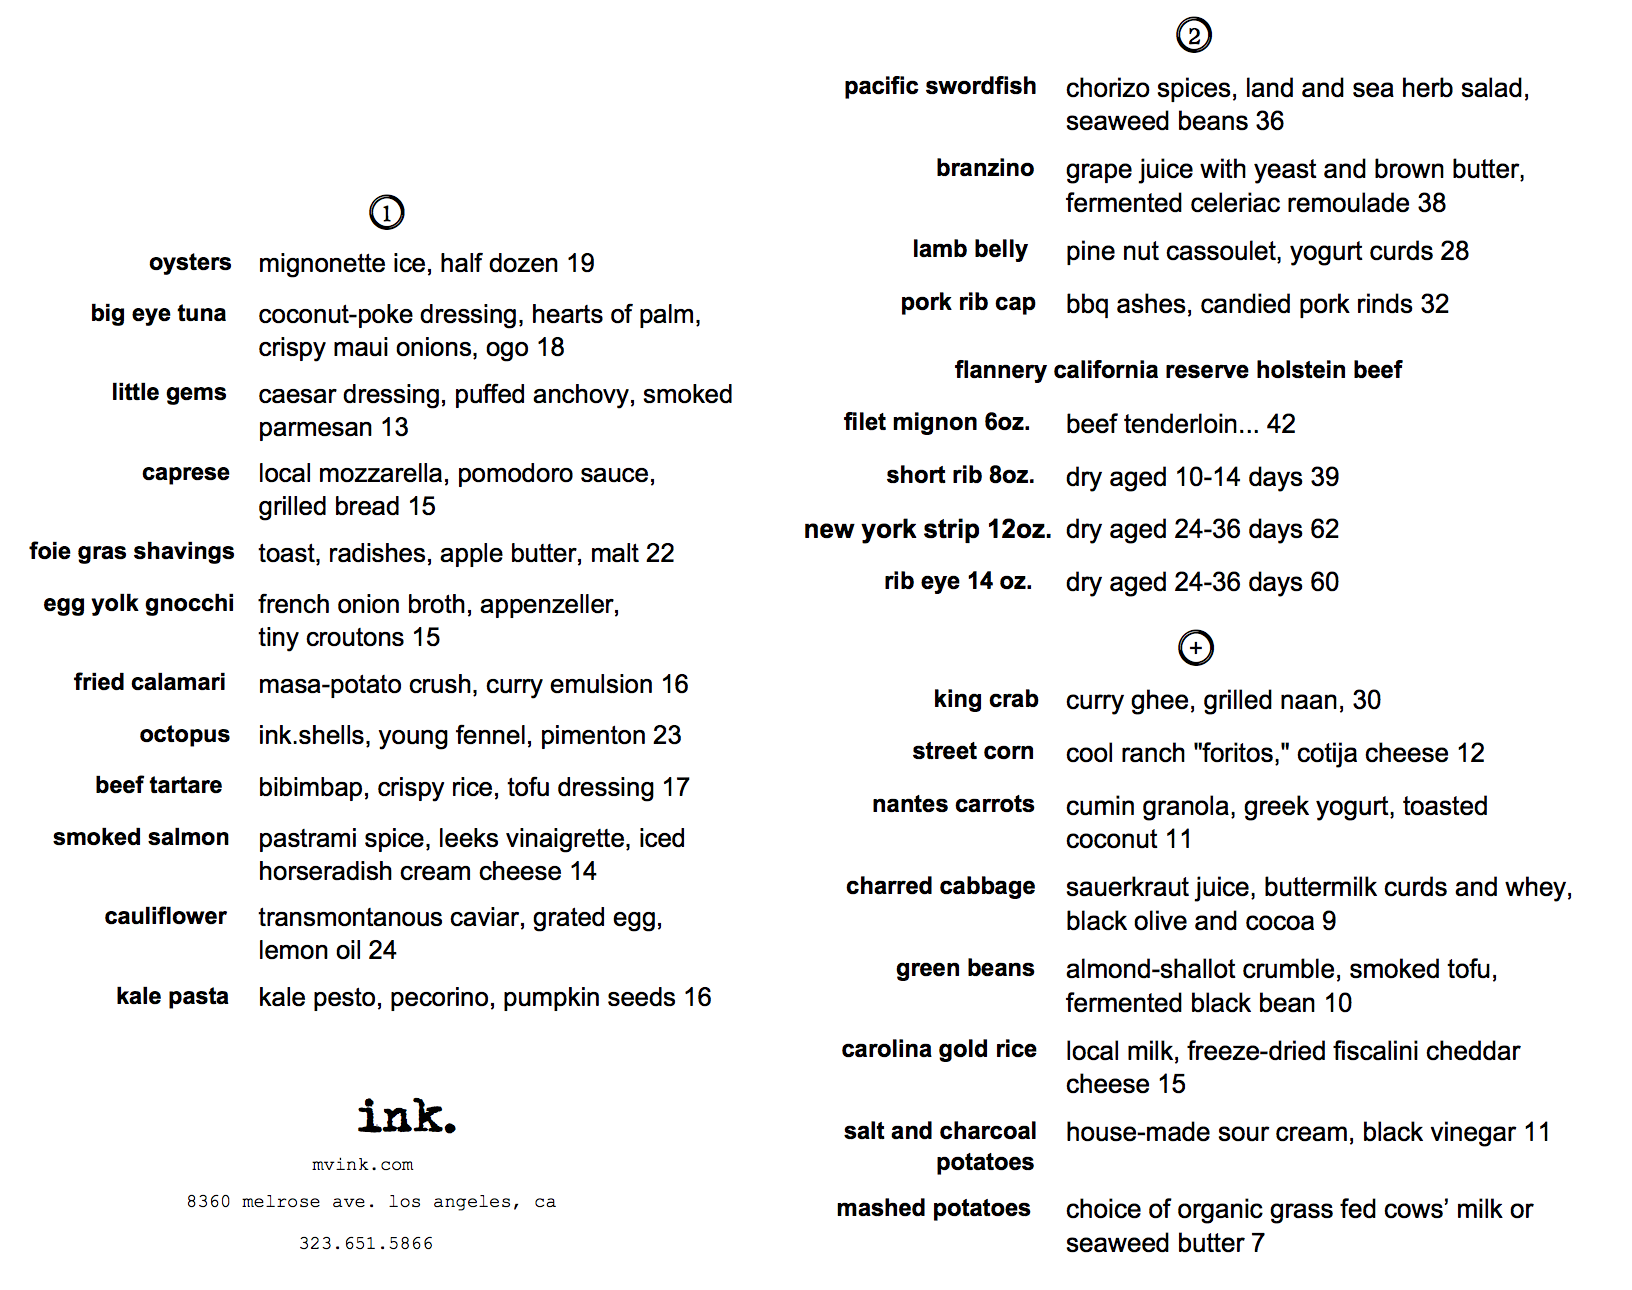 1
oysters mignonette ice, half dozen 19
big eye tuna coconut-poke dressing, hearts of palm,
crispy maui onions, ogo 18
little gems caesar dressing, puffed anchovy, smoked
parmesan 13
caprese local mozzarella, pomodoro sauce,
grilled bread 15
foie gras shavings toast, radishes, apple butter, malt 22
egg yolk gnocchi french onion broth, appenzeller,
tiny croutons 15
fried calamari masa-potato crush, curry emulsion 16
octopus ink.shells, young fennel, pimenton 23
beef tartare bibimbap, crispy rice, tofu dressing 17
smoked salmon pastrami spice, leeks vinaigrette, iced
horseradish cream cheese 14
cauliflower transmontanous caviar, grated egg,
lemon oil 24
kale pasta kale pesto, pecorino, pumpkin seeds 16
ink.
mvink.com
8360 melrose ave. los angeles, ca
323.651.5866
2
pacific swordfish chorizo spices, land and sea herb salad,
seaweed beans 36
branzino grape juice with yeast and brown butter,
fermented celeriac remoulade 38
lamb belly pine nut cassoulet, yogurt curds 28
pork rib cap bbq ashes, candied pork rinds 32
flannery california reserve holstein beef
filet mignon 6oz. beef tenderloin... 42
short rib 8oz. dry aged 10-14 days 39
new york strip 12oz. dry aged 24-36 days 62
rib eye 14 oz. dry aged 24-36 days 60
+
king crab curry ghee, grilled naan, 30
street corn cool ranch "foritos," cotija cheese 12
nantes carrots cumin granola, greek yogurt, toasted
coconut 11
charred cabbage sauerkraut juice, buttermilk curds and whey,
black olive and cocoa 9
green beans almond-shallot crumble, smoked tofu,
fermented black bean 10
carolina gold rice local milk, freeze-dried fiscalini cheddar
cheese 15
salt and charcoal house-made sour cream, black vinegar 11
potatoes
mashed potatoes choice of organic grass fed cows’ milk or
seaweed butter 7